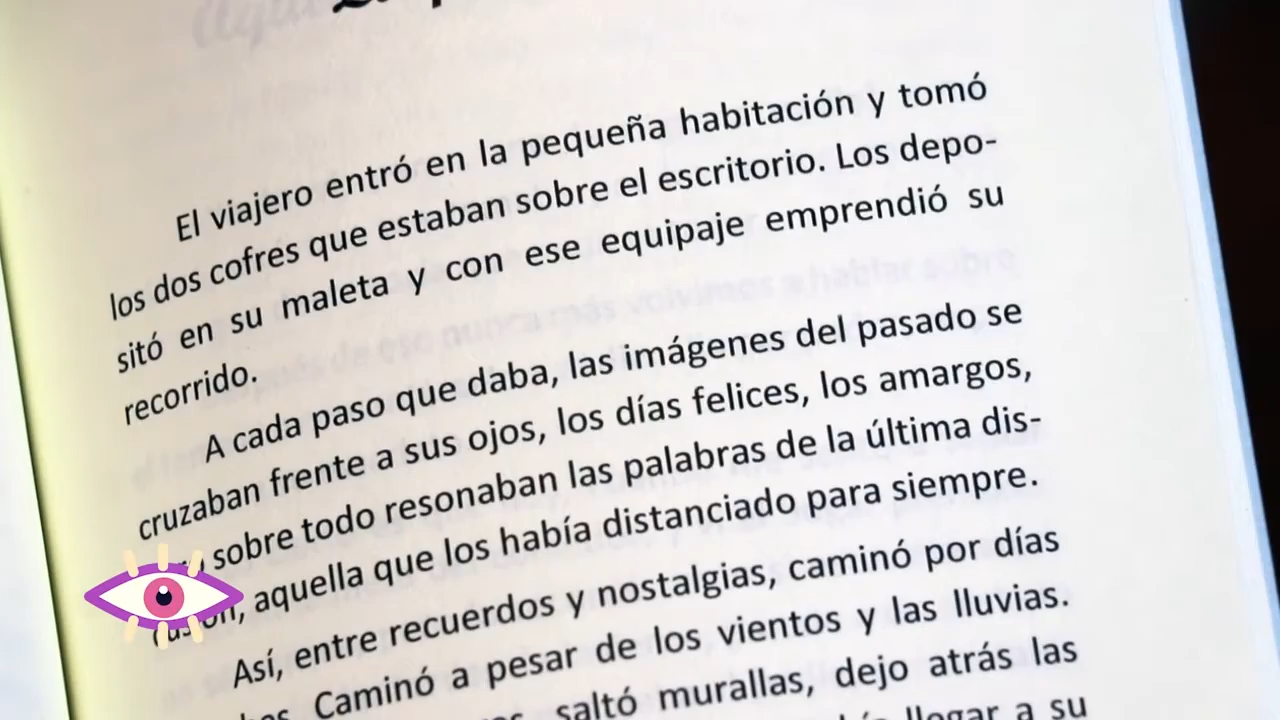 El viajero entró en la pequeña habitación y tomó
los dos cofres que estaban sobre el escritorio. Los depo-
sitó en su maleta y con ese equipaje emprendió su
recorrido.
A cada paso que daba, las imágenes del pasado se
cruzaban frente a sus ojos, los días felices, los amargos,
sobre todo resonaban las palabras de la última dis-
cusión, aquella que los había distanciado para siempre.
Así, entre recuerdos y nostalgias, caminó por días
Caminó a pesar de los vientos y las lluvias.
saltó murallas, dejo atrás las
llegar a su